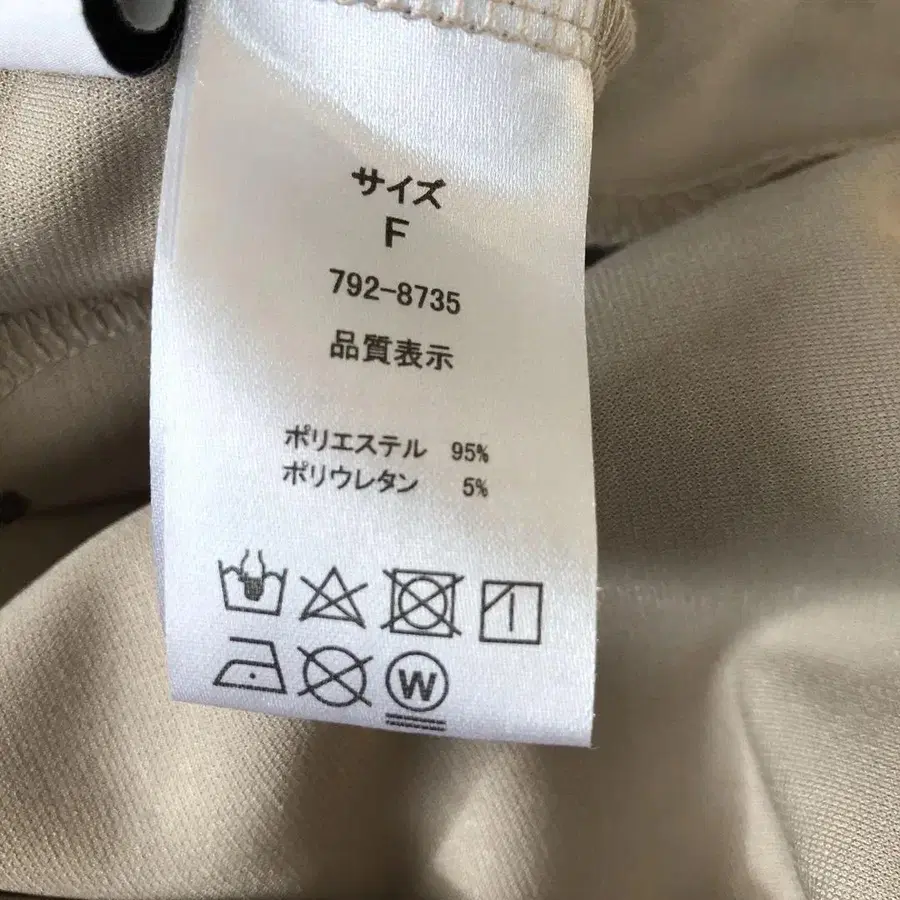 サイズ
F
792-8735
品質表示
ポリエステル 95%
ポリウレタン 5%
W